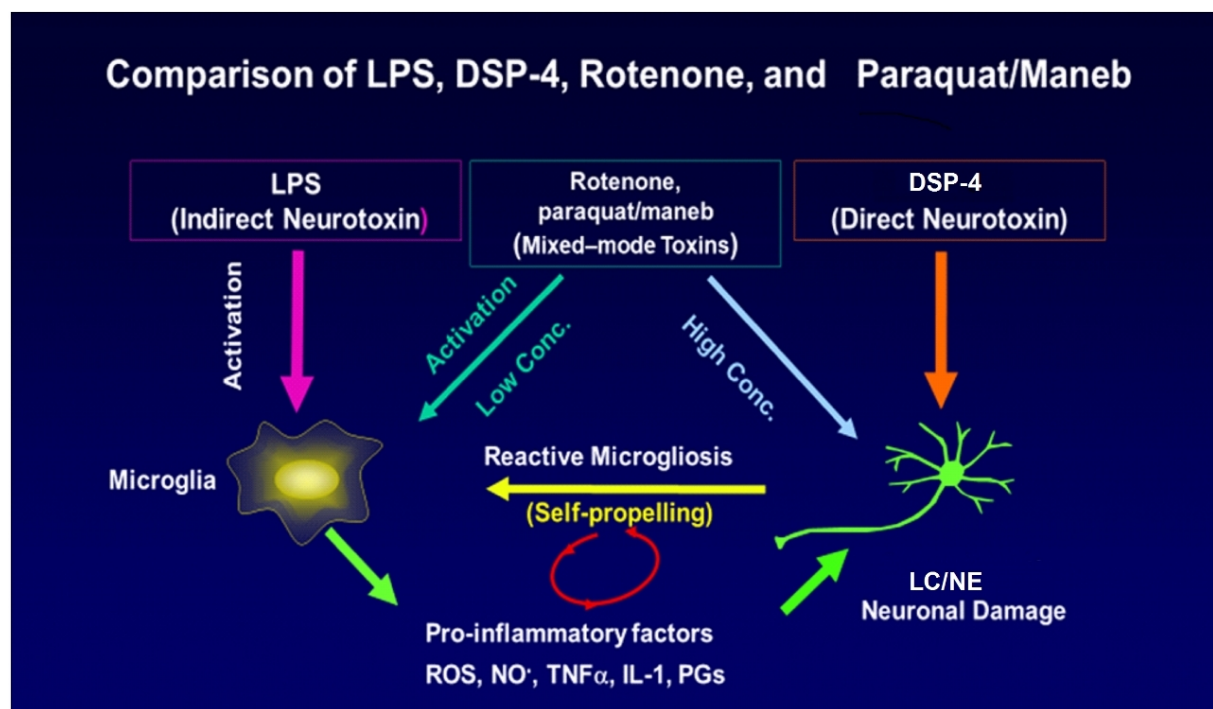 Comparison of LPS, DSP-4, Rotenone, and Paraquat/Maneb
LPS
(Indirect Neurotoxin)
Rotenone,
paraquat/maneb
(Mixed–mode Toxins)
DSP-4
(Direct Neurotoxin)
Activation
Activation
Low Conc.
High Conc.
Microglia
Reactive Microgliosis
(Self-propelling)
LC/NE
Neuronal Damage
Pro-inflammatory factors
ROS, NO·, TNFα, IL-1, PGs